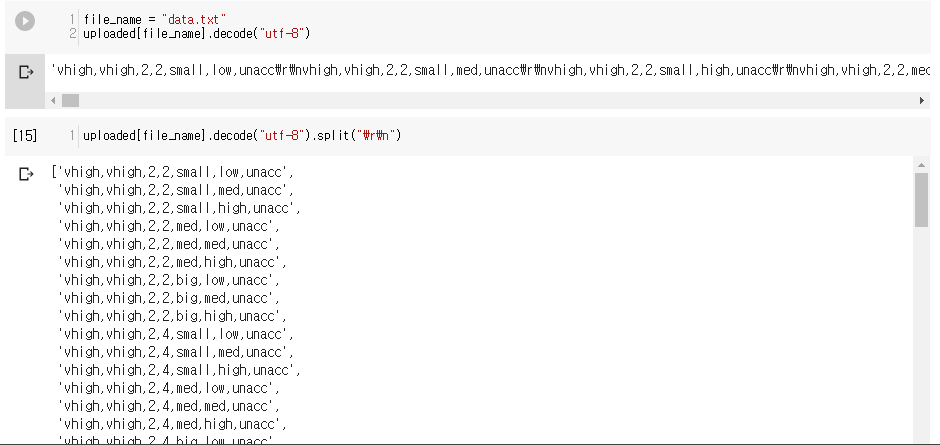 1 file_name = "data.txt"
2 uploaded[file_name].decode("utf-8")
'vhigh,vhigh,2,2,small,low,unacc₩r₩nvhigh,vhigh,2,2,small,med,unacc₩r₩nvhigh,vhigh,2,2,small,high,unacc₩r₩nvhigh,vhigh,2,2,med
[15] 1 uploaded[file_name].decode("utf-8").split("₩r₩n")
['vhigh,vhigh,2,2,small,low,unacc',
'vhigh,vhigh,2,2,small,med,unacc',
'vhigh,vhigh,2,2,small,high,unacc',
'vhigh,vhigh,2,2,med,low,unacc',
'vhigh,vhigh,2,2,med,med,unacc',
'vhigh,vhigh,2,2,med,high,unacc',
'vhigh,vhigh,2,2,big,low,unacc',
'vhigh,vhigh,2,2,big,med,unacc',
'vhigh,vhigh,2,2,big,high,unacc',
'vhigh,vhigh,2,4,small,low,unacc',
'vhigh,vhigh,2,4,small,med,unacc',
'vhigh,vhigh,2,4,small,high,unacc',
'vhigh,vhigh,2,4,med,low,unacc',
'vhigh,vhigh,2,4,med,med,unacc',
'vhigh,vhigh,2,4,med,high,unacc',
'vhigh,vhigh,2,4,big,low,unacc'